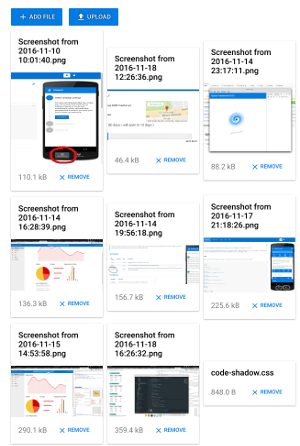 ADD FILE
UPLOAD
Screenshot from
2016-11-10
10:01:40.png
110.1 kB
REMOVE
Screenshot from
2016-11-18
12:26:36.png
46.4 kB
REMOVE
Screenshot from
2016-11-14
23:17:11.png
88.2 kB
REMOVE
Screenshot from
2016-11-14
16:28:39.png
136.3 kB
REMOVE
Screenshot from
2016-11-14
19:56:18.png
156.7 kB
REMOVE
Screenshot from
2016-11-17
21:18:26.png
225.6 kB
REMOVE
Screenshot from
2016-11-15
14:53:58.png
290.1 kB
REMOVE
Screenshot from
2016-11-18
16:26:32.png
359.4 kB
REMOVE
code-shadow.css
848.0 B
REMOVE